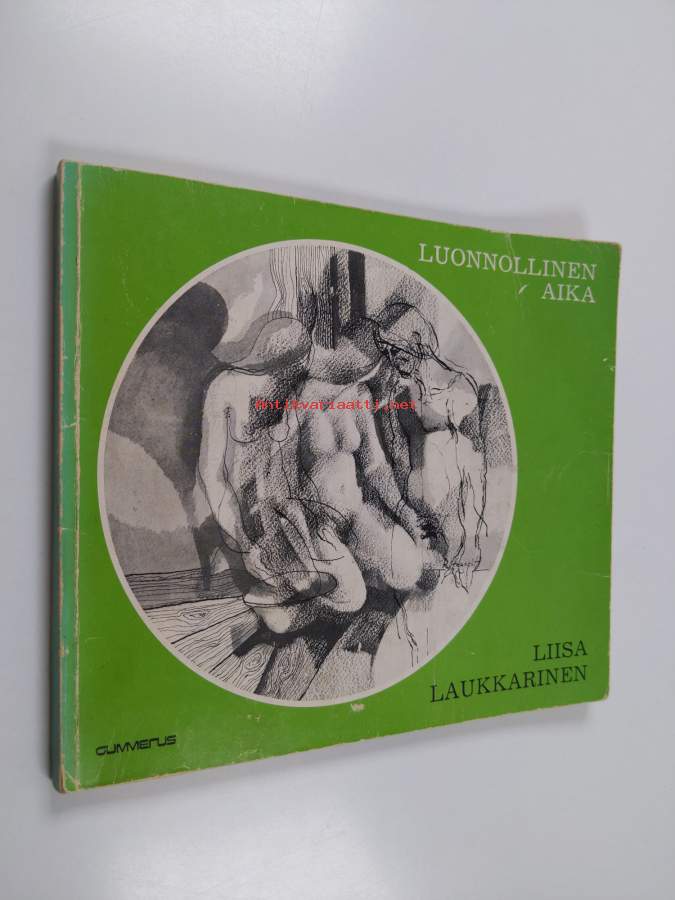 LUONNOLLINEN
AIKA
Antikvariaatti.net
LIISA
LAUKKARINEN
GUMMERUS